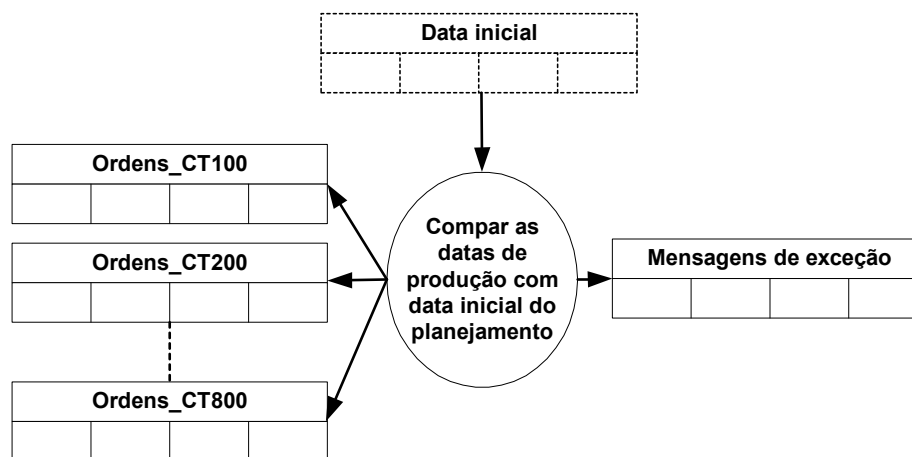 Data inicial
Ordens_CT100
Ordens_CT200
Ordens_CT800
Compar as
datas de
produção com
data inicial do
planejamento
Mensagens de exceção